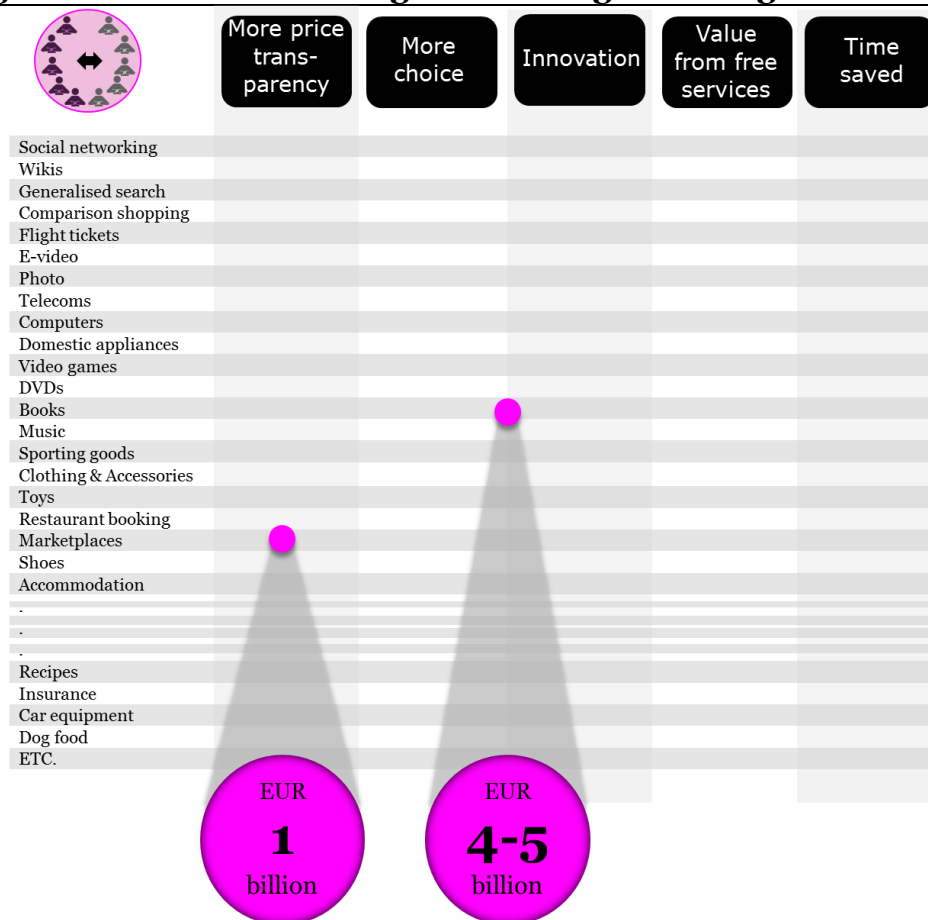 More price
trans-
parency
More
choice
Innovation
Value
from free
services
Time
saved
Social networking
Wikis
Generalised search
Comparison shopping
Flight tickets
E-video
Photo
Telecoms
Computers
Domestic appliances
Video games
DVDs
Books
Music
Sporting goods
Clothing & Accessories
Toys
Restaurant booking
Marketplaces
Shoes
Accommodation
.
.
.
Recipes
Insurance
Car equipment
Dog food
ETC.
EUR
1
billion
EUR
4-5
billion